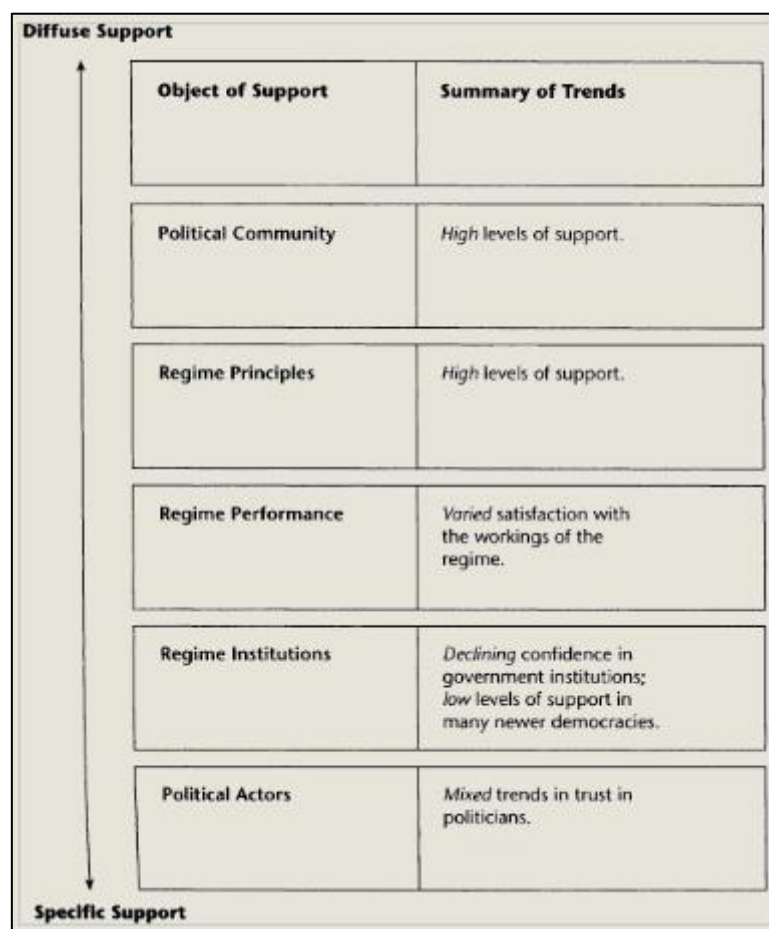 Diffuse Support
Object of Support
Summary of Trends
Political Community
High levels of support.
Regime Principles
High levels of support.
Regime Performance
Varied satisfaction with
the workings of the
regime.
Regime Institutions
Declining confidence in
government institutions;
low levels of support in
many newer democracies.
Political Actors
Mixed trends in trust in
politicians.
Specific Support